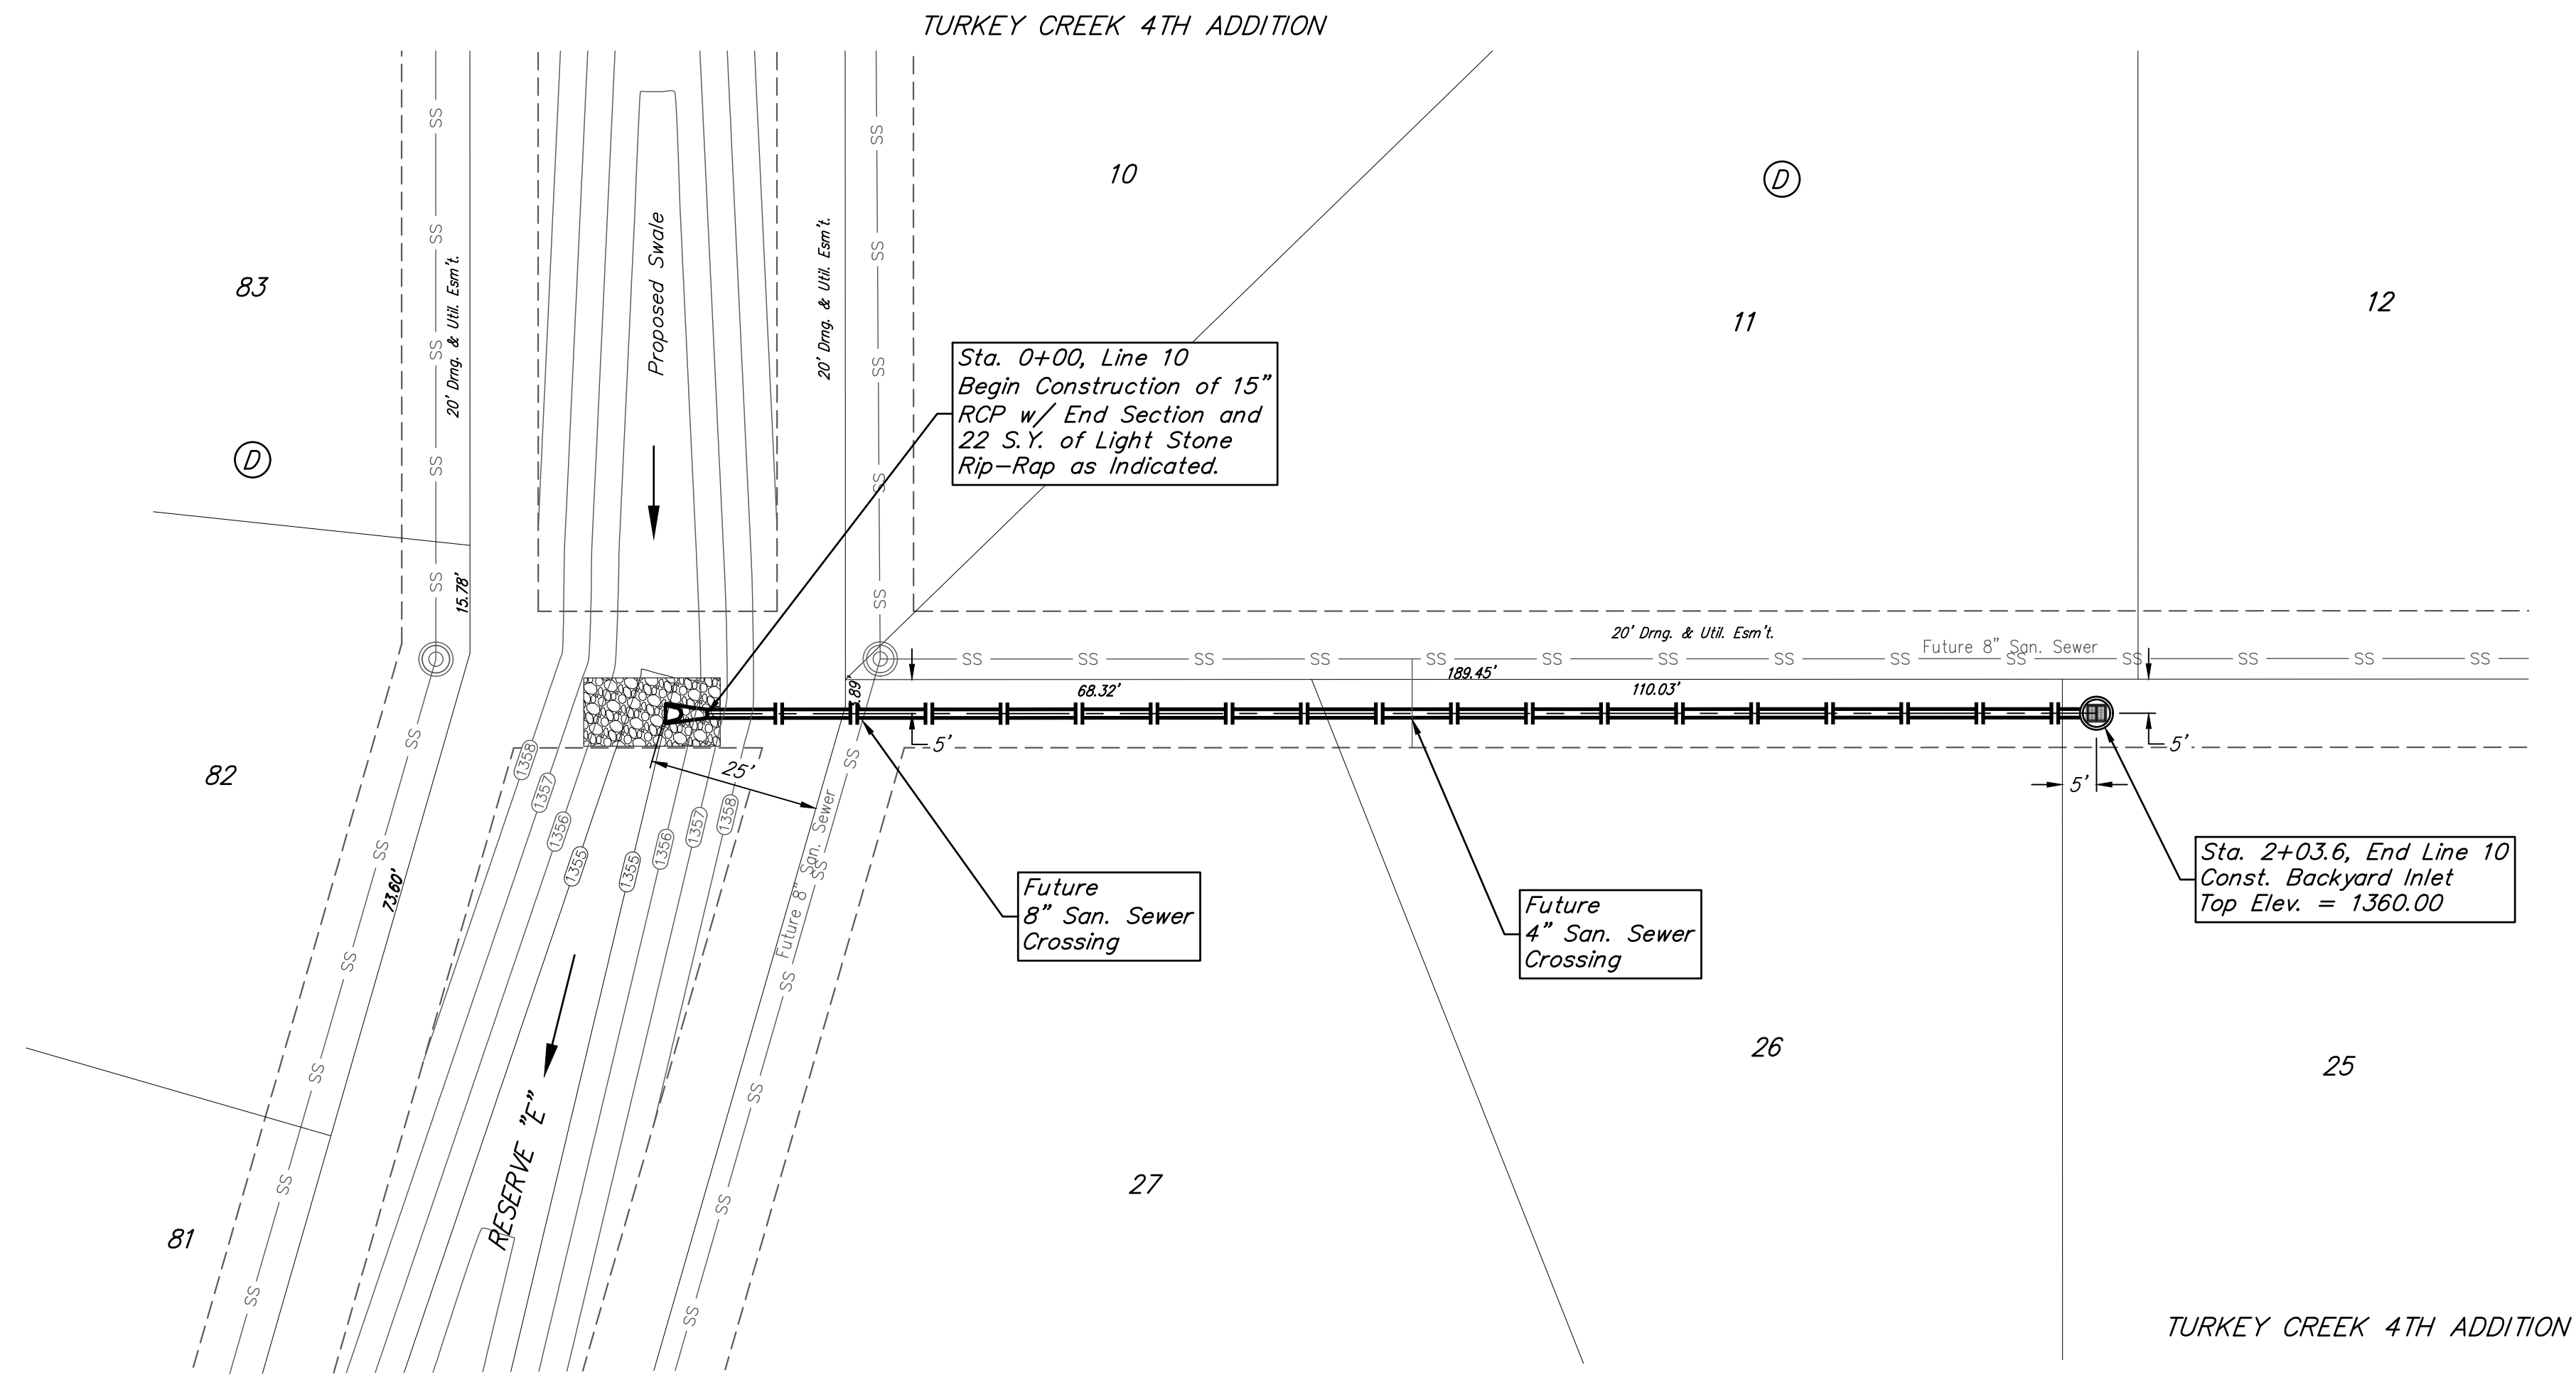 TURKEY CREEK 4TH ADDITION
83
D
82
81
SS
20' Drng. & Util. Esm't.
15.78'
73.60'
Proposed Swale
20' Drng. & Util. Esm't.
10
D
11
12
Sta. 0+00, Line 10
Begin Construction of 15"
RCP w/ End Section and
22 S.Y. of Light Stone
Rip-Rap as Indicated.
20' Drng. & Util. Esm't.
Future 8" San. Sewer
189.45'
68.32'
110.03'
5'
5'
5'
25'
1358
1357
1356
1355
1355
1356
1357
1358
Future 8" San. Sewer
Future
8" San. Sewer
Crossing
Future
4" San. Sewer
Crossing
Sta. 2+03.6, End Line 10
Const. Backyard Inlet
Top Elev. = 1360.00
RESERVE "E"
27
26
25
TURKEY CREEK 4TH ADDITION